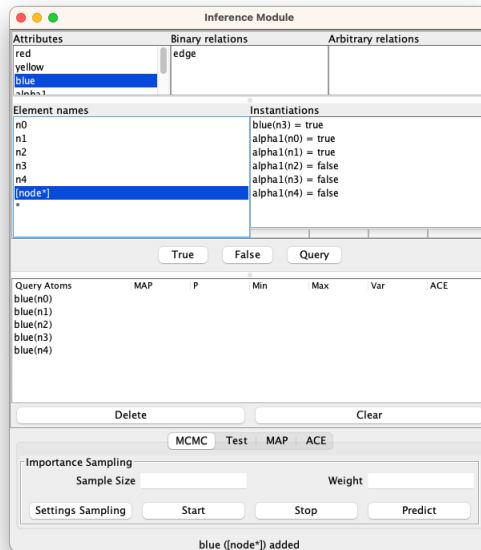 Inference Module
Attributes Binary relations Arbitrary relations
red edge
yellow
blue
alpha1
Element names Instantiations
n0 blue(n3) = true
n1 alpha1(n0) = true
n2 alpha1(n1) = true
n3 alpha1(n2) = false
n4 alpha1(n3) = false
[node*] alpha1(n4) = false
*
True False Query
Query Atoms MAP P Min Max Var ACE
blue(n0)
blue(n1)
blue(n2)
blue(n3)
blue(n4)
Delete Clear
MCMC Test MAP ACE
Importance Sampling
Sample Size Weight
Settings Sampling Start Stop Predict
blue ([node*]) added